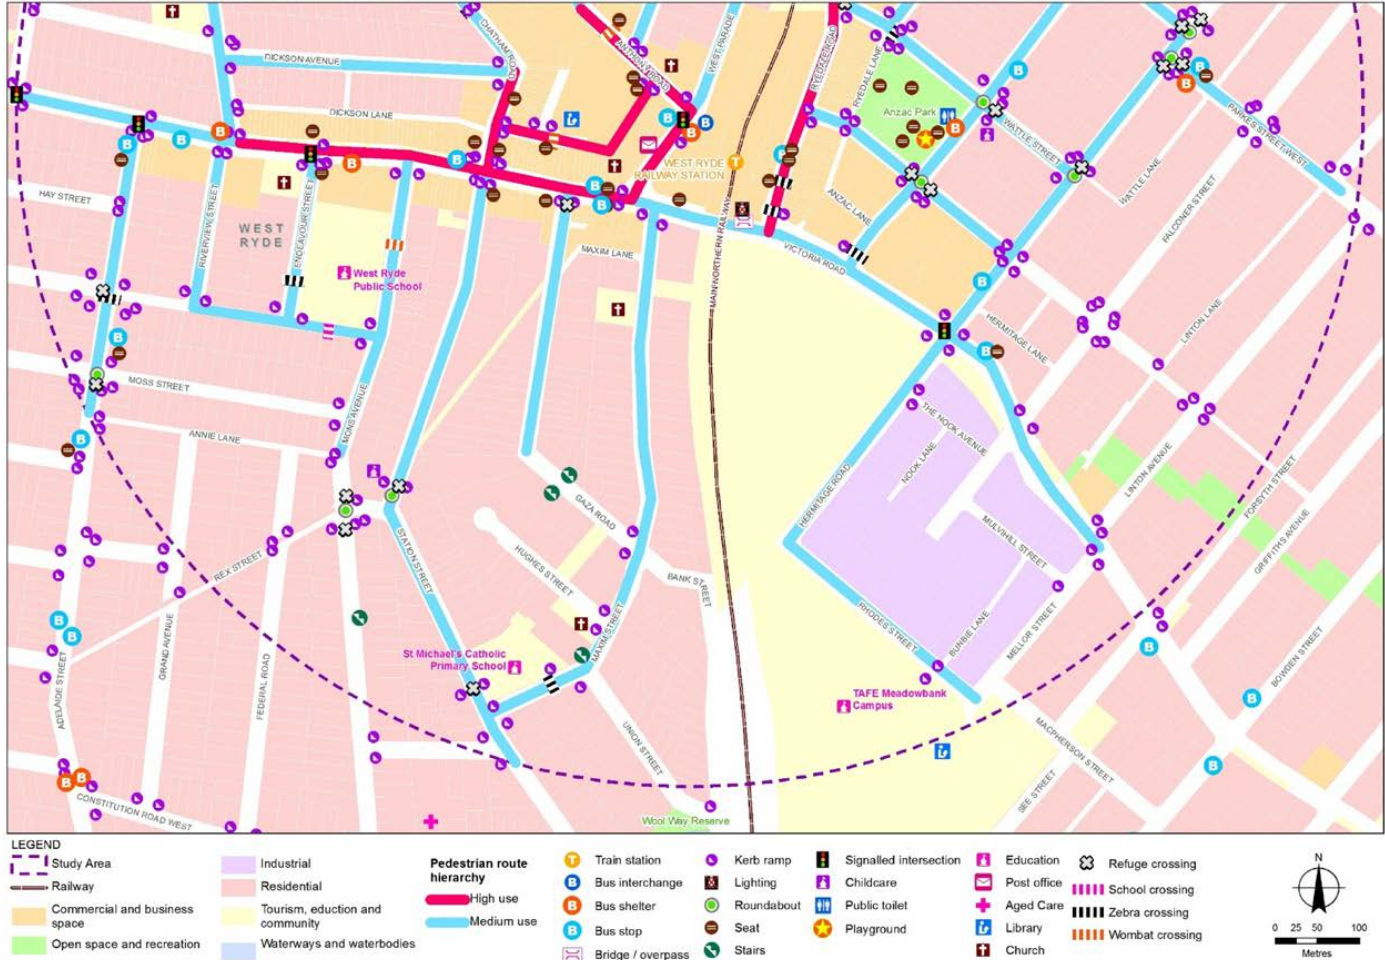 CHATHAM ROAD
ANTHONY ROAD
WEST PARADE
RYEDALE ROAD
RYEDALE LANE
DICKSON AVENUE
DICKSON LANE
Anzac Park
WATTLE STREET
PARKES STREET WEST
WEST RYDE
RAILWAY STATION
WATTLE LANE
FALCONER STREET
HAY STREET
RIVERVIEW STREET
ENDEAVOUR STREET
WEST
RYDE
ANZAC LANE
MAXIM LANE
VICTORIA ROAD
MAIN NORTHERN RAILWAY
West Ryde
Public School
HERMITAGE LANE
LINTON LANE
MOSS STREET
MONS AVENUE
ANNIE LANE
THE NOOK AVENUE
NOOK LANE
HERMITAGE ROAD
LINTON AVENUE
FORSYTH STREET
GRIFFITHS AVENUE
GAZA ROAD
MULVIHILL STREET
REX STREET
STATION STREET
HUGHES STREET
BANK STREET
RHODES STREET
BUNBIE LANE
MELLOR STREET
BOWDEN STREET
MAXIM STREET
GRAND AVENUE
FEDERAL ROAD
ADELAIDE STREET
St Michael's Catholic
Primary School
TAFE Meadowbank
Campus
UNION STREET
MACPHERSON STREET
SEE STREET
CONSTITUTION ROAD WEST
Wool Way Reserve
LEGEND
Study Area
Railway
Commercial and business
space
Open space and recreation
Industrial
Residential
Tourism, eduction and
community
Waterways and waterbodies
Pedestrian route
hierarchy
High use
Medium use
Train station
Bus interchange
Bus shelter
Bus stop
Bridge / overpass
Kerb ramp
Lighting
Roundabout
Seat
Stairs
Signalled intersection
Childcare
Public toilet
Playground
Education
Post office
Aged Care
Library
Church
Refuge crossing
School crossing
Zebra crossing
Wombat crossing
N
0 25 50 100
Metres